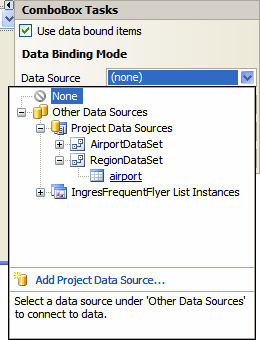 ComboBox Tasks
Use data bound items
Data Binding Mode
Data Source (none)
None
Other Data Sources
Project Data Sources
AirportDataSet
RegionDataSet
airport
IngresFrequentFlyer List Instances
Add Project Data Source...
Select a data source under 'Other Data Sources'
to connect to data.